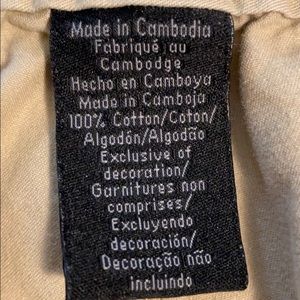 Made in Cambodia
Fabriqué au
Cambodge
Hecho en Camboya
Made in Camboja
100% Cotton/Coton/
Algodón/Algodão
Exclusive of
decoration/
Garnitures non
comprises/
Excluyendo
decoración/
Decoração não
incluindo